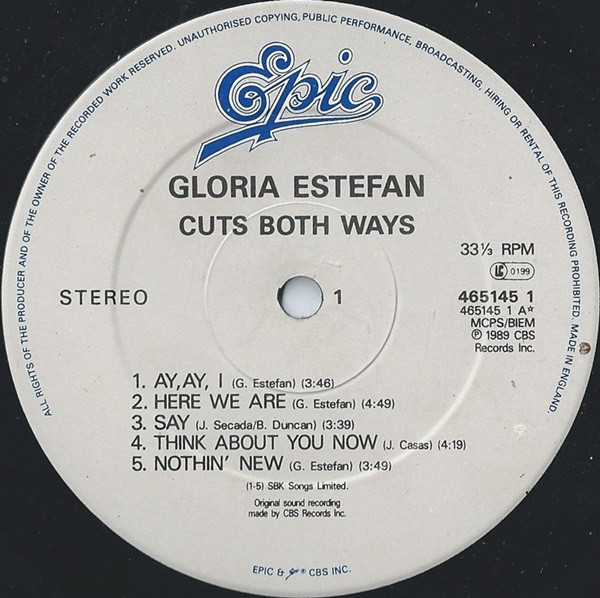 ALL RIGHTS OF THE PRODUCER AND OF THE OWNER OF THE RECORDED WORK RESERVED. UNAUTHORISED COPYING, PUBLIC PERFORMANCE, BROADCASTING, HIRING OR RENTAL OF THIS RECORDING PROHIBITED. MADE IN ENGLAND.
Epic
GLORIA ESTEFAN
CUTS BOTH WAYS
33⅓ RPM
LC 0199
STEREO
1
465145 1
465145 1 A☆
MCPS/BIEM
℗ 1989 CBS
Records Inc.
1. AY,AY, I (G. Estefan) (3:46)
2. HERE WE ARE (G. Estefan) (4:49)
3. SAY (J. Secada/B. Duncan) (3:39)
4. THINK ABOUT YOU NOW (J. Casas) (4:19)
5. NOTHIN' NEW (G. Estefan) (3:49)
(1-5) SBK Songs Limited.
Original sound recording
made by CBS Records Inc.
EPIC & Epic ® CBS INC.